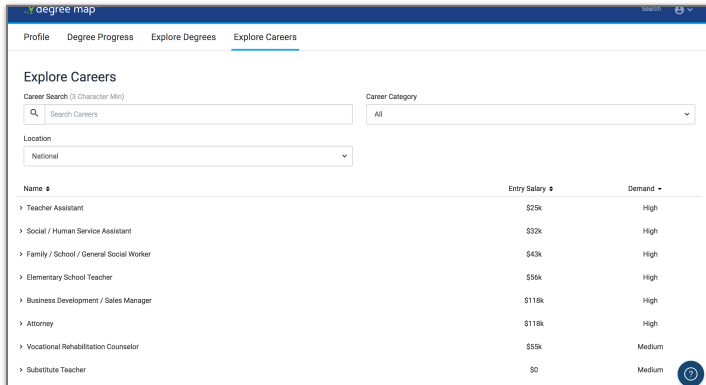 degree map
Search
Profile Degree Progress Explore Degrees Explore Careers
Explore Careers
Career Search (3 Character Min) Career Category
Search Careers All
Location
National
Name Entry Salary Demand
Teacher Assistant $25k High
Social / Human Service Assistant $32k High
Family / School / General Social Worker $43k High
Elementary School Teacher $56k High
Business Development / Sales Manager $118k High
Attorney $118k High
Vocational Rehabilitation Counselor $55k Medium
Substitute Teacher $0 Medium
?